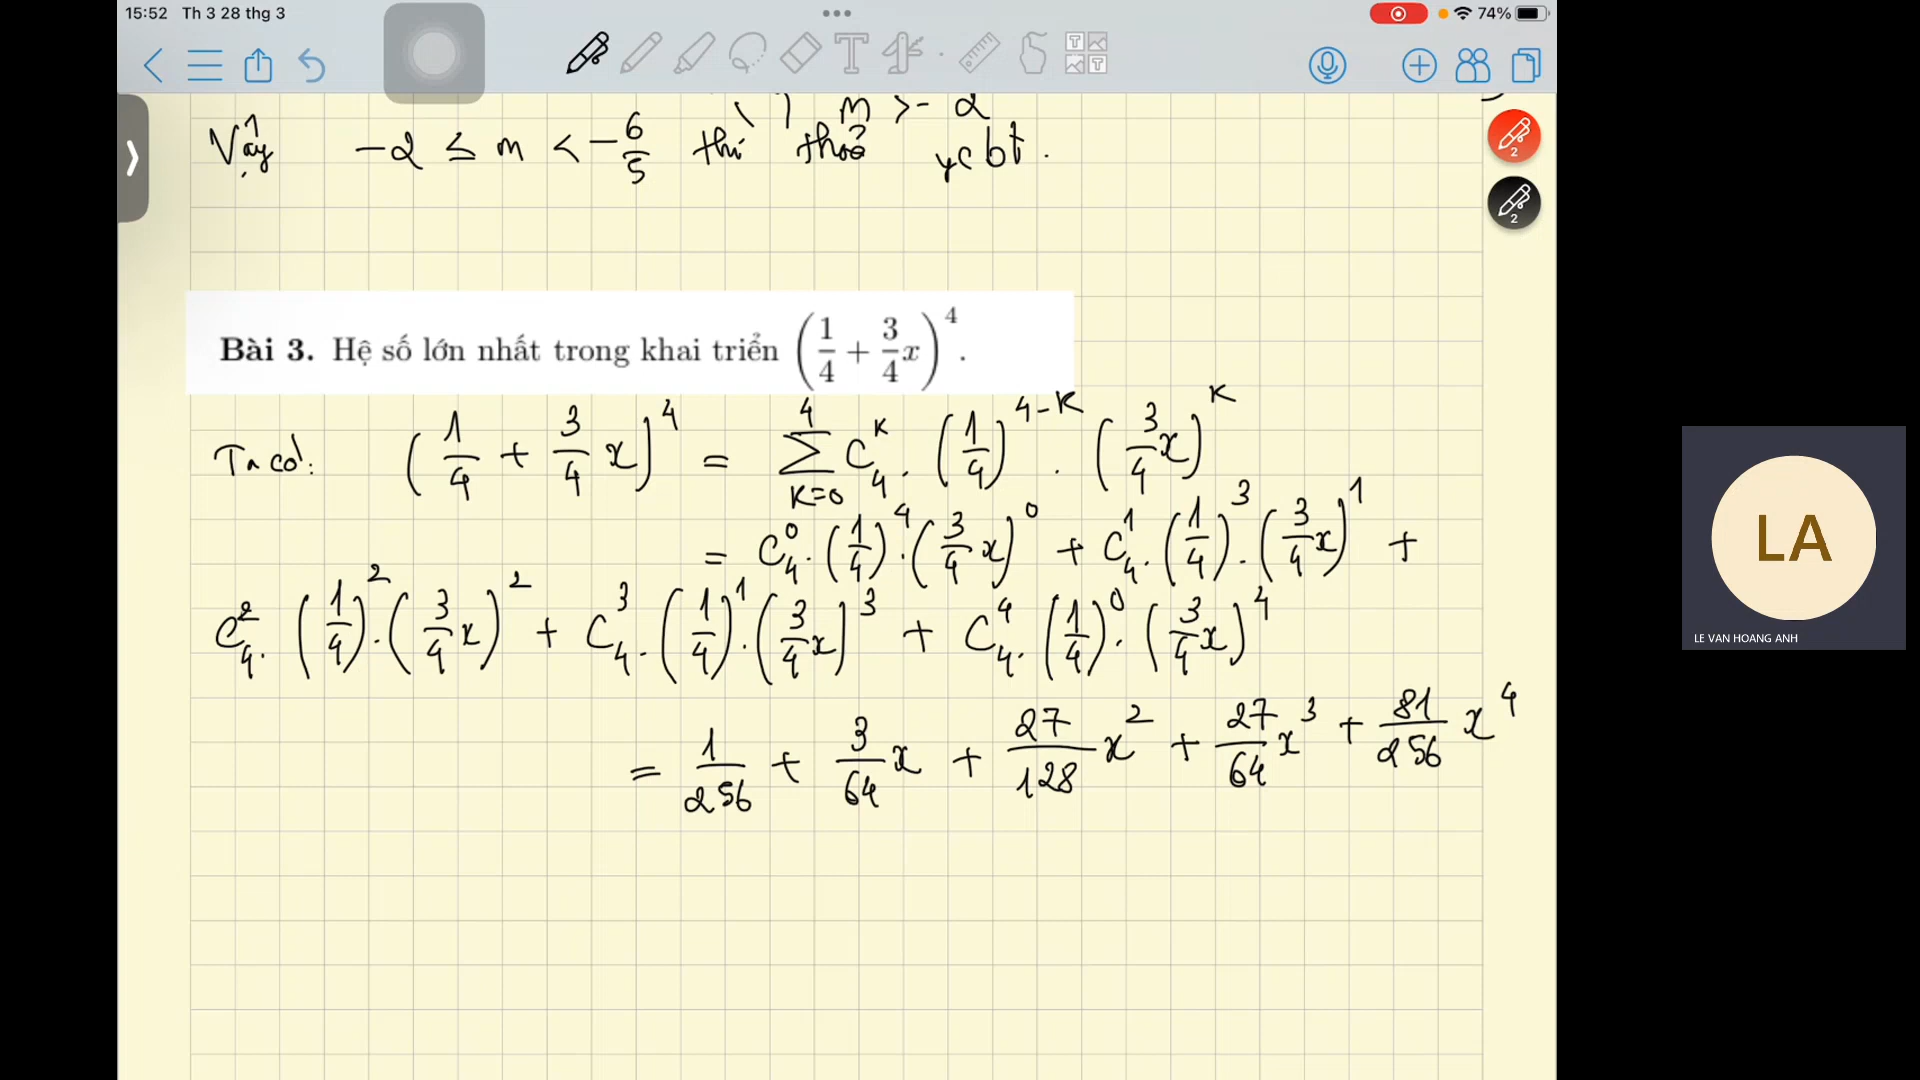 15:52 Th 3 28 thg 3
74%
m > - 2
Vậy -2 ≤ m < -6/5 thì thoả ycbt.
2
2
Bài 3. Hệ số lớn nhất trong khai triển (1/4 + 3/4 x)^4.
Ta có: (1/4 + 3/4 x)^4 = ∑_{K=0}^{4} C_4^K . (1/4)^{4-K} . (3/4 x)^K
= C_4^0 . (1/4)^4 . (3/4 x)^0 + C_4^1 . (1/4)^3 . (3/4 x)^1 +
C_4^2 . (1/4)^2 . (3/4 x)^2 + C_4^3 . (1/4)^1 . (3/4 x)^3 + C_4^4 . (1/4)^0 . (3/4 x)^4
= 1/256 + 3/64 x + 27/128 x^2 + 27/64 x^3 + 81/256 x^4
LA
LE VAN HOANG ANH